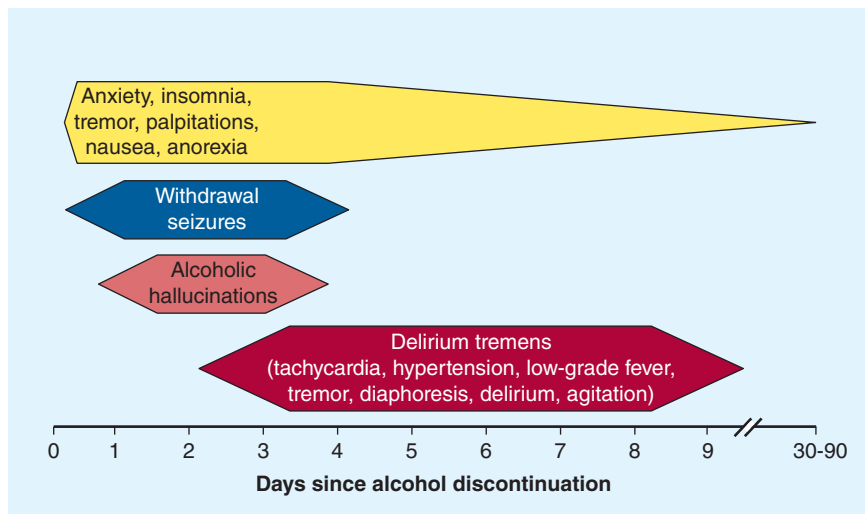 Anxiety, insomnia,
tremor, palpitations,
nausea, anorexia
Withdrawal
seizures
Alcoholic
hallucinations
Delirium tremens
(tachycardia, hypertension, low-grade fever,
tremor, diaphoresis, delirium, agitation)
0 1 2 3 4 5 6 7 8 9 30-90
Days since alcohol discontinuation